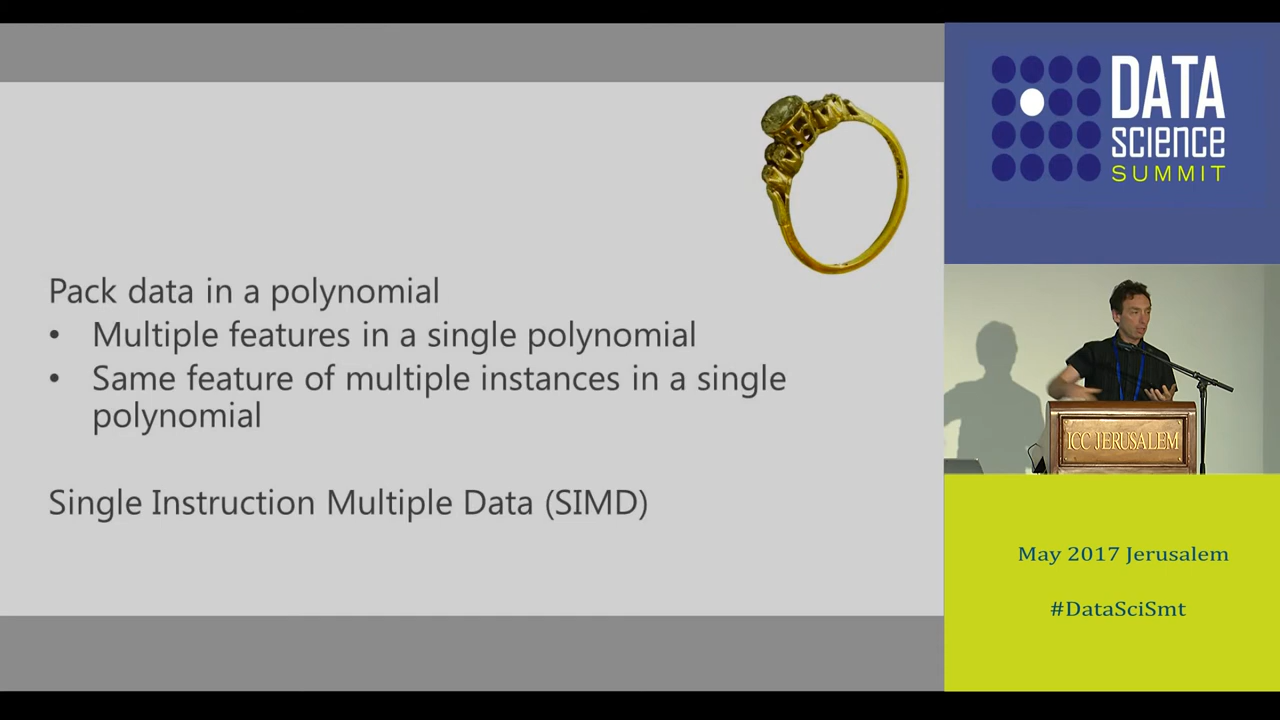 Pack data in a polynomial
• Multiple features in a single polynomial
• Same feature of multiple instances in a single
polynomial
Single Instruction Multiple Data (SIMD)
DATA
SCIENCE
SUMMIT
ICC JERUSALEM
May 2017 Jerusalem
#DataSciSmt